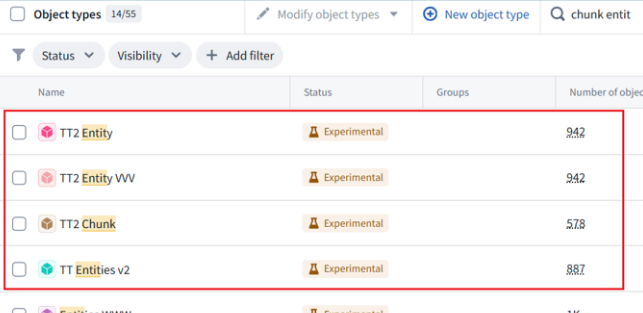 Object types 14/55 Modify object types New object type chunk entit
Status Visibility Add filter
Name Status Groups Number of objec
TT2 Entity Experimental 942
TT2 Entity VVV Experimental 942
TT2 Chunk Experimental 578
TT Entities v2 Experimental 887